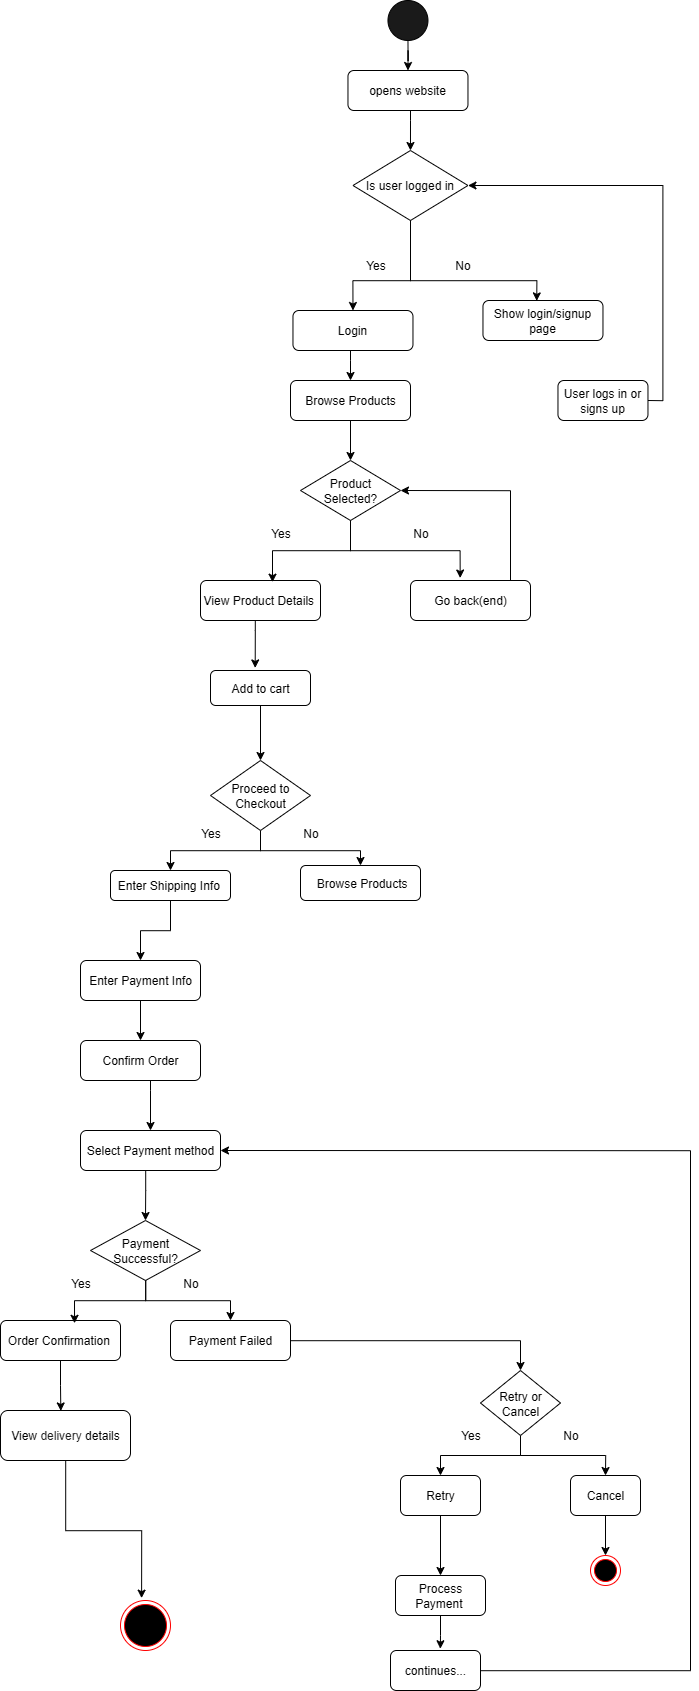 opens website
Is user logged in
Yes
No
Login
Show login/signup
page
Browse Products
User logs in or
signs up
Product
Selected?
Yes
No
View Product Details
Go back(end)
Add to cart
Proceed to
Checkout
Yes
No
Enter Shipping Info
Browse Products
Enter Payment Info
Confirm Order
Select Payment method
Payment
Successful?
Yes
No
Order Confirmation
Payment Failed
Retry or
Cancel
View delivery details
Yes
No
Retry
Cancel
Process
Payment
continues...